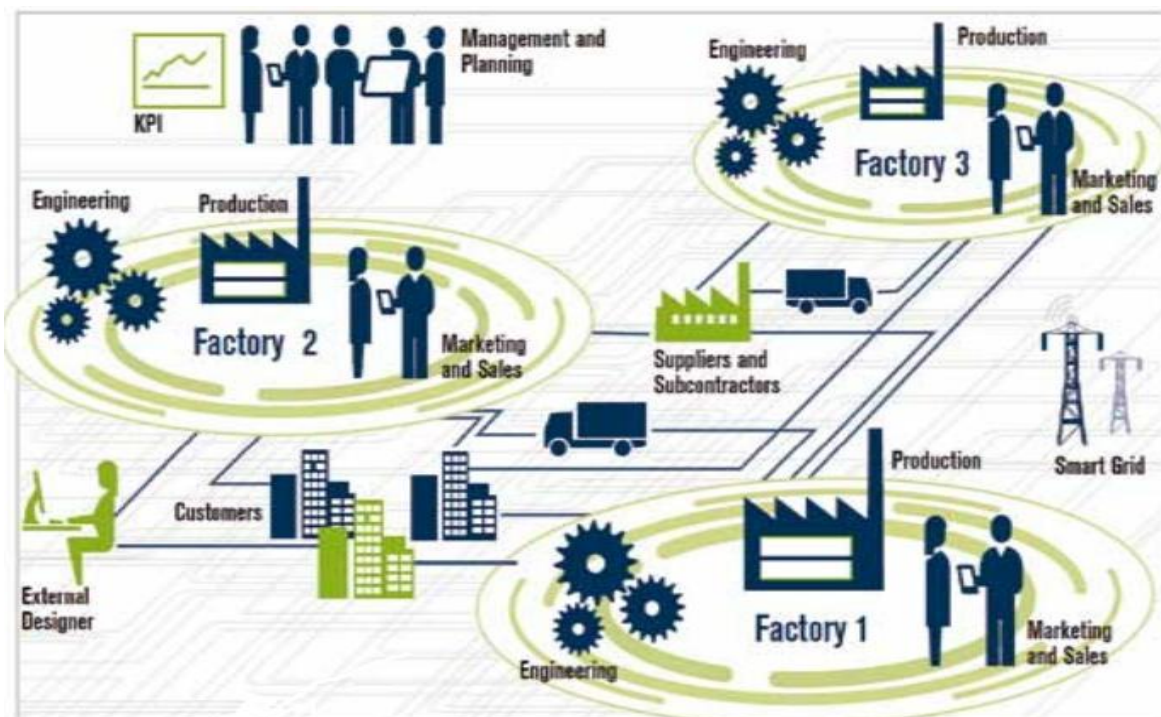 Management and
Planning
KPI
Engineering
Production
Factory 3
Marketing
and Sales
Engineering
Production
Factory 2
Marketing
and Sales
Suppliers and
Subcontractors
Smart Grid
Customers
External
Designer
Production
Factory 1
Engineering
Marketing
and Sales